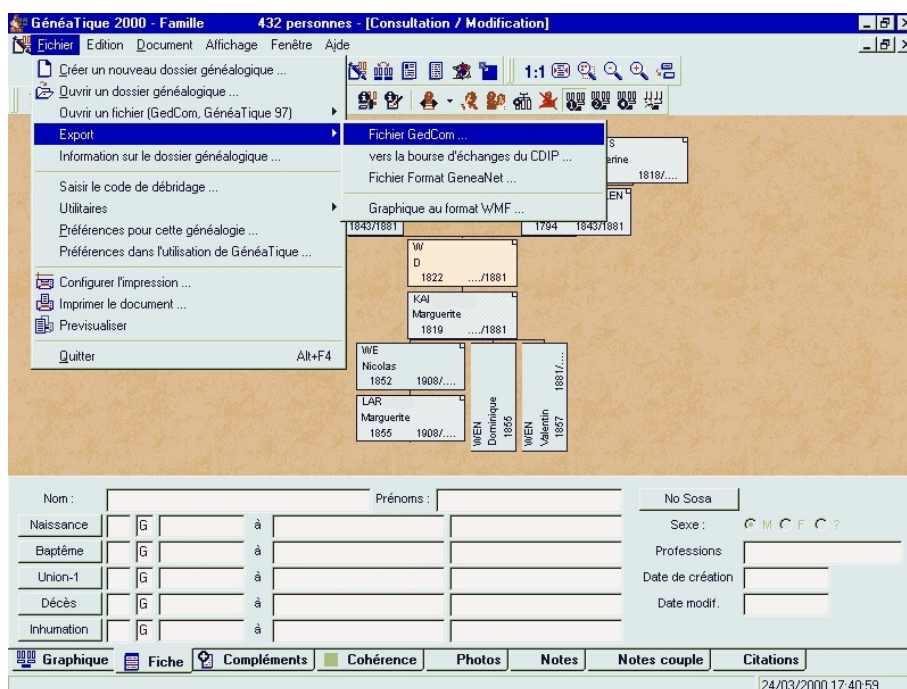 GénéaTique 2000 - Famille 432 personnes - [Consultation / Modification]
Fichier Edition Document Affichage Fenêtre Aide
Créer un nouveau dossier généalogique ...
Ouvrir un dossier généalogique ...
Ouvrir un fichier (GedCom, GénéaTique 97)
Export
Information sur le dossier généalogique ...
Saisir le code de débridage ...
Utilitaires
Préférences pour cette généalogie ...
Préférences dans l'utilisation de GénéaTique ...
Configurer l'impression ...
Imprimer le document ...
Previsualiser
Quitter Alt+F4
1:1
Fichier GedCom ...
vers la bourse d'échanges du CDIP ...
Fichier Format GeneaNet ...
Graphique au format WMF ...
S
erine
1818/....
EN
1843/1881
1794 1843/1881
W
D
1822 ..../1881
KAI
Marguerite
1819 ..../1881
WE
Nicolas
1852 1908/....
LAR
Marguerite
1855 1908/....
WEN
Dominique
1855
WEN
Valentin
1857 1881/....
Nom : Prénoms : No Sosa
Naissance G à Sexe : M F ?
Baptême G à Professions
Union-1 G à Date de création
Décès G à Date modif.
Inhumation G à
Graphique Fiche Compléments Cohérence Photos Notes Notes couple Citations
24/03/2000 17:40:59